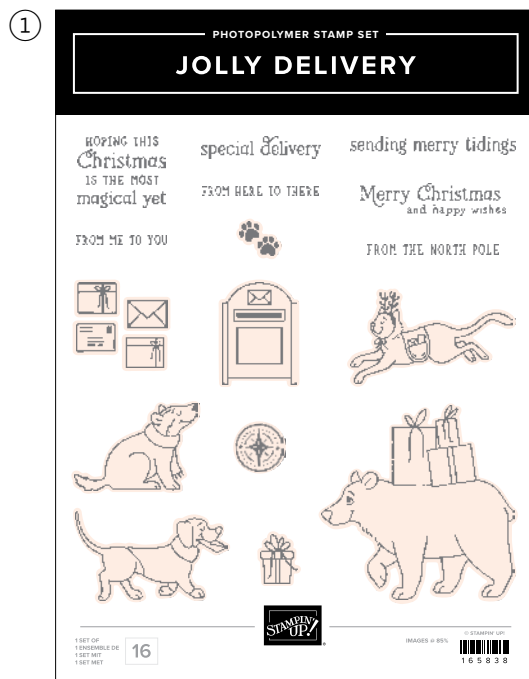 1
PHOTOPOLYMER STAMP SET
JOLLY DELIVERY
HOPING THIS
Christmas
IS THE MOST
magical yet
special delivery
sending merry tidings
FROM HERE TO THERE
Merry Christmas
and happy wishes
FROM ME TO YOU
FROM THE NORTH POLE
STAMPIN' UP!®
1 SET OF
1 ENSEMBLE DE
1 SET MIT
1 SET MET
16
IMAGES @ 85%
© STAMPIN' UP!
165838